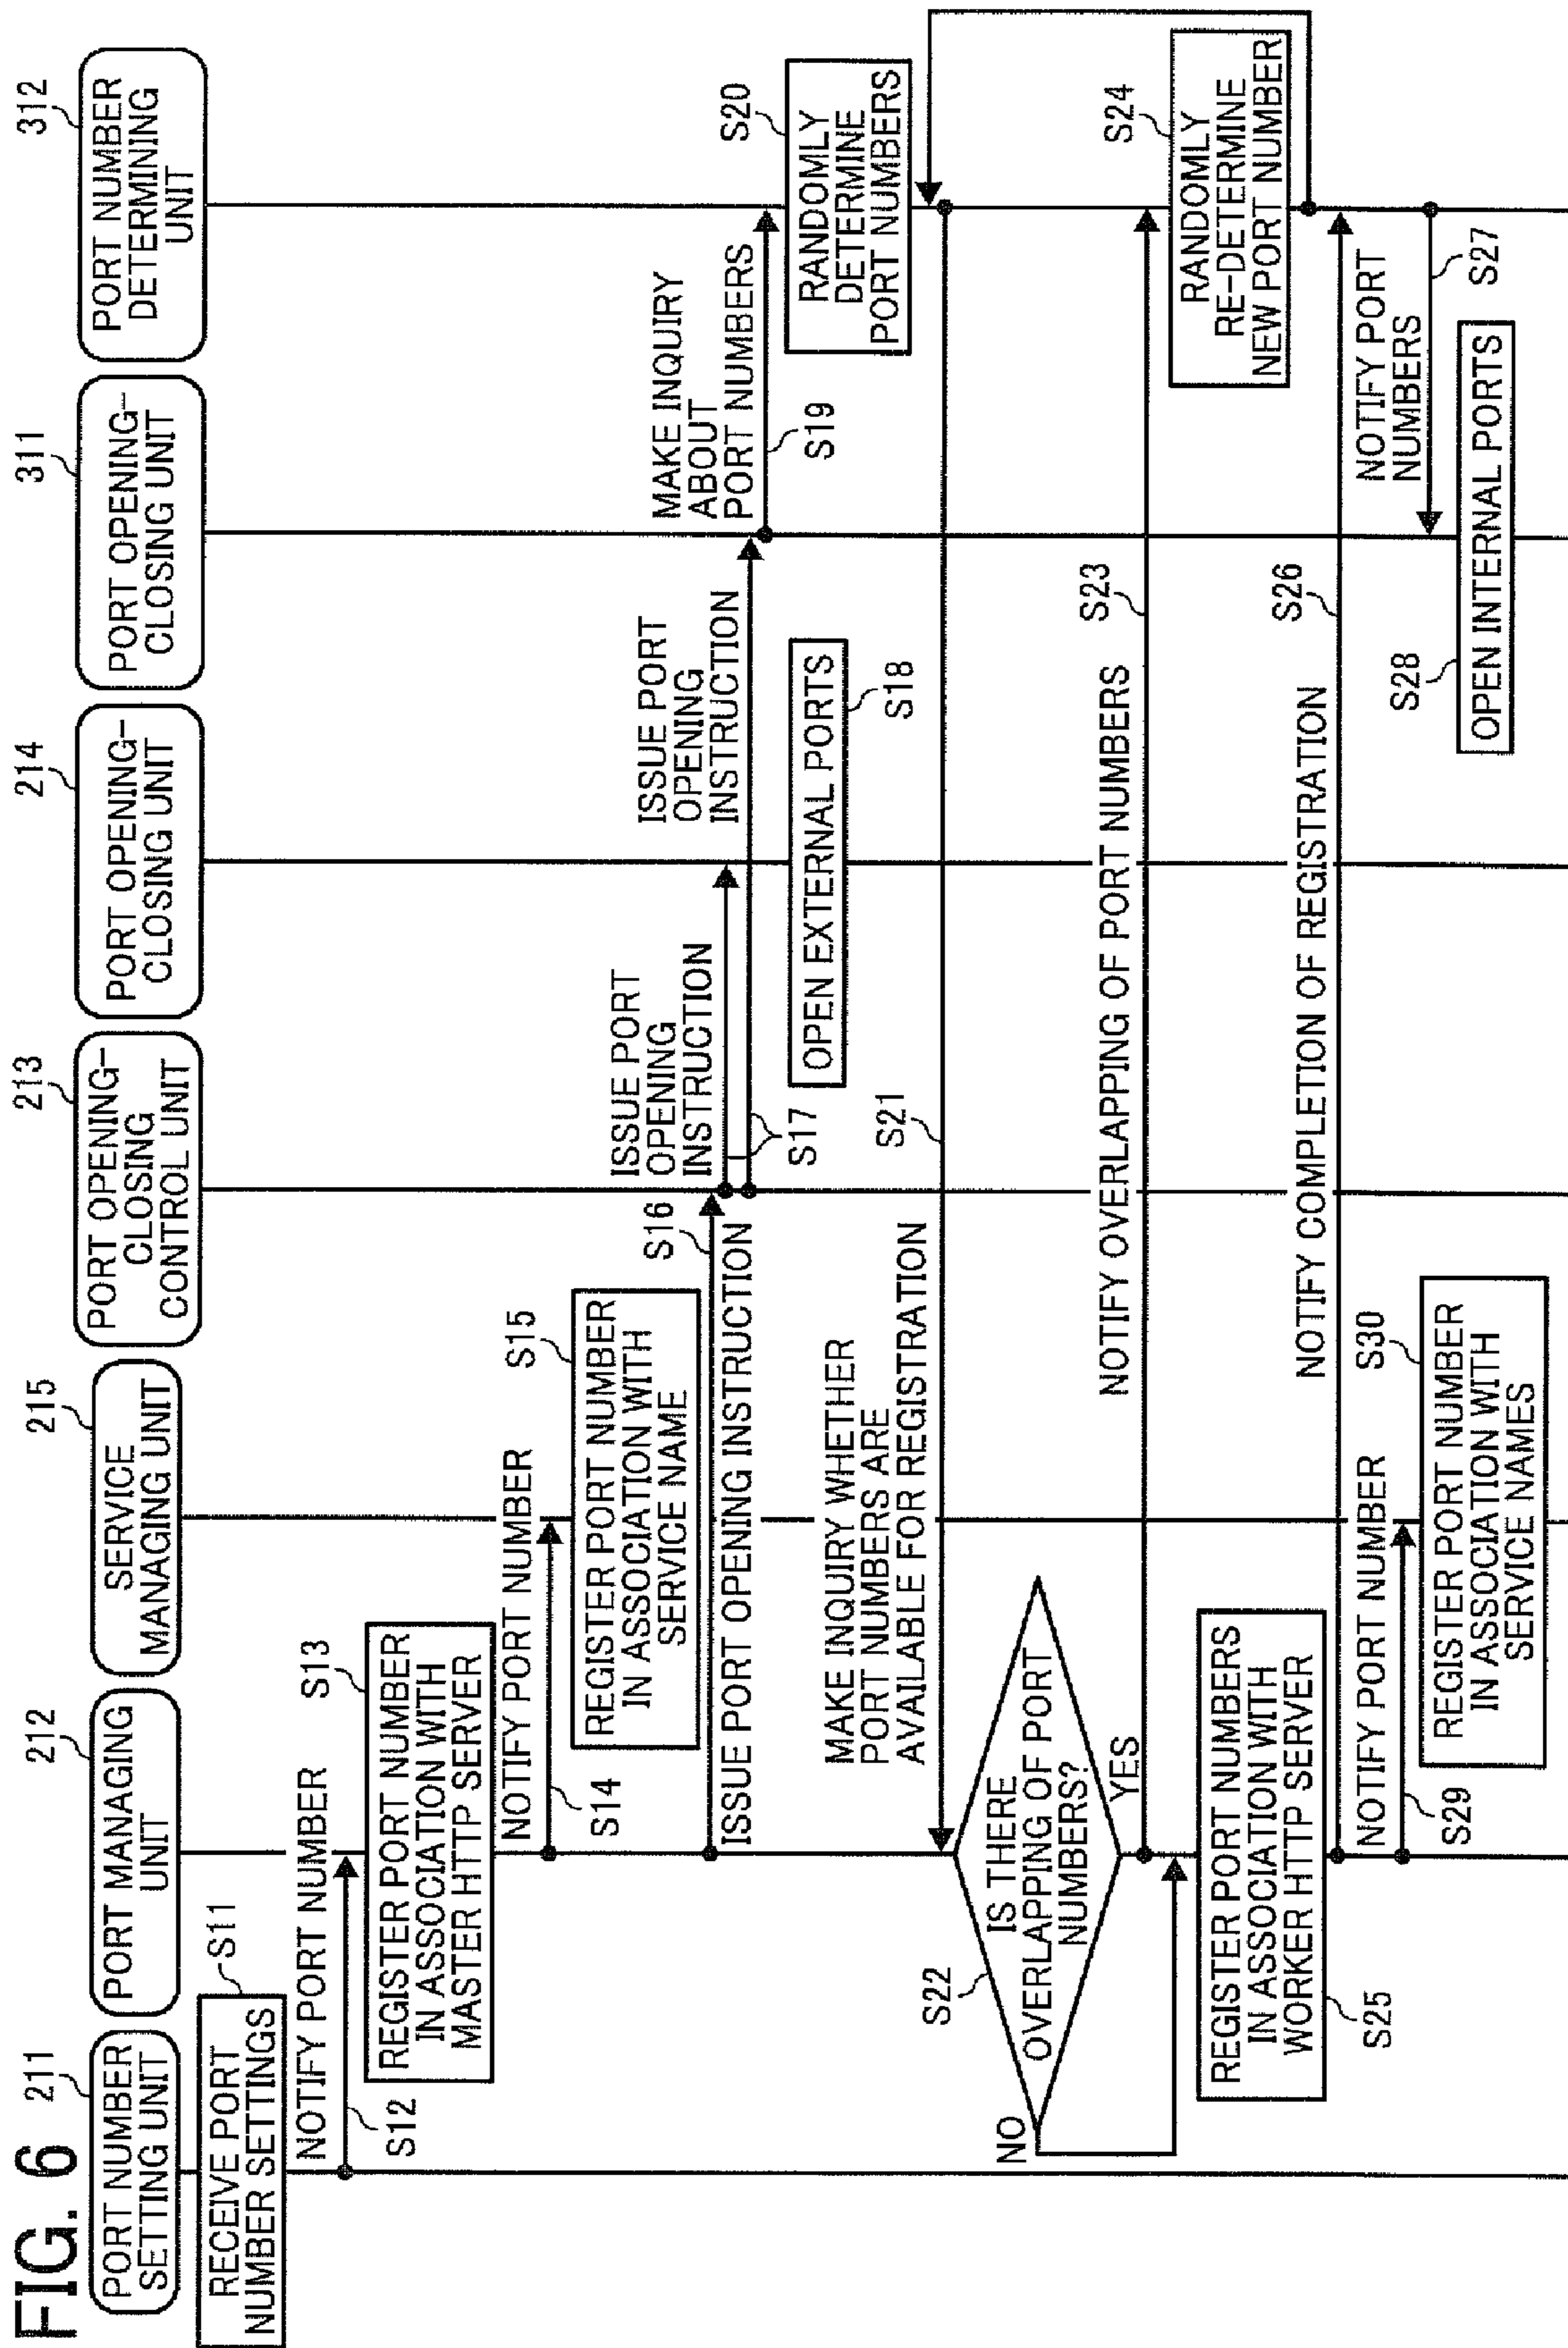 FIG. 6
211
PORT NUMBER
SETTING UNIT
212
PORT MANAGING
UNIT
215
SERVICE
MANAGING UNIT
213
PORT OPENING-
CLOSING
CONTROL UNIT
214
PORT OPENING-
CLOSING UNIT
311
PORT OPENING-
CLOSING UNIT
312
PORT NUMBER
DETERMINING
UNIT
RECEIVE PORT
NUMBER SETTINGS
S11
NOTIFY PORT NUMBER
S12
REGISTER PORT NUMBER
IN ASSOCIATION WITH
MASTER HTTP SERVER
S13
NOTIFY PORT NUMBER
S14
REGISTER PORT NUMBER
IN ASSOCIATION WITH
SERVICE NAME
S15
ISSUE PORT OPENING INSTRUCTION
S16
ISSUE PORT
OPENING
INSTRUCTION
ISSUE PORT
OPENING
INSTRUCTION
S17
OPEN EXTERNAL PORTS
S18
MAKE INQUIRY
ABOUT
PORT NUMBERS
S19
RANDOMLY
DETERMINE
PORT NUMBERS
S20
MAKE INQUIRY WHETHER
PORT NUMBERS ARE
AVAILABLE FOR REGISTRATION
S21
IS THERE
OVERLAPPING OF PORT
NUMBERS?
S22
NO
YES
NOTIFY OVERLAPPING OF PORT NUMBERS
S23
RANDOMLY
RE-DETERMINE
NEW PORT NUMBER
S24
REGISTER PORT NUMBERS
IN ASSOCIATION WITH
WORKER HTTP SERVER
S25
NOTIFY COMPLETION OF REGISTRATION
S26
NOTIFY PORT
NUMBERS
S27
OPEN INTERNAL PORTS
S28
NOTIFY PORT NUMBER
S29
REGISTER PORT NUMBER
IN ASSOCIATION WITH
SERVICE NAMES
S30